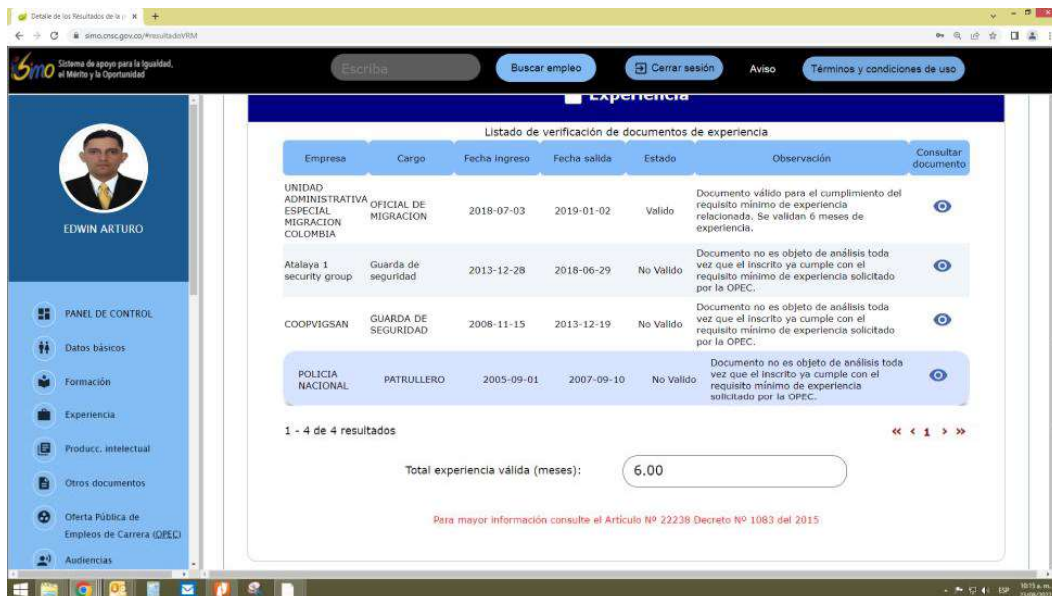 Detalle de los Resultados de la p
simo.cnsc.gov.co/#resultadoVRM
Simo Sistema de apoyo para la Igualdad,
el Mérito y la Oportunidad
Escriba
Buscar empleo
Cerrar sesión
Aviso
Términos y condiciones de uso
EDWIN ARTURO
PANEL DE CONTROL
Datos básicos
Formación
Experiencia
Producc. intelectual
Otros documentos
Oferta Pública de
Empleos de Carrera (OPEC)
Audiencias
Experiencia
Listado de verificación de documentos de experiencia
Empresa Cargo Fecha ingreso Fecha salida Estado Observación Consultar
documento
UNIDAD
ADMINISTRATIVA
ESPECIAL
MIGRACION
COLOMBIA
OFICIAL DE
MIGRACION
2018-07-03
2019-01-02
Valido
Documento válido para el cumplimiento del
requisito mínimo de experiencia
relacionada. Se validan 6 meses de
experiencia.
Atalaya 1
security group
Guarda de
seguridad
2013-12-28
2018-06-29
No Valido
Documento no es objeto de análisis toda
vez que el inscrito ya cumple con el
requisito mínimo de experiencia solicitado
por la OPEC.
COOPVIGSAN
GUARDA DE
SEGURIDAD
2008-11-15
2013-12-19
No Valido
Documento no es objeto de análisis toda
vez que el inscrito ya cumple con el
requisito mínimo de experiencia solicitado
por la OPEC.
POLICIA
NACIONAL
PATRULLERO
2005-09-01
2007-09-10
No Valido
Documento no es objeto de análisis toda
vez que el inscrito ya cumple con el
requisito mínimo de experiencia
solicitado por la OPEC.
1 - 4 de 4 resultados
« ‹ 1 › »
Total experiencia válida (meses):
6.00
Para mayor información consulte el Artículo Nº 22238 Decreto Nº 1083 del 2015
ESP
10:15 a. m.